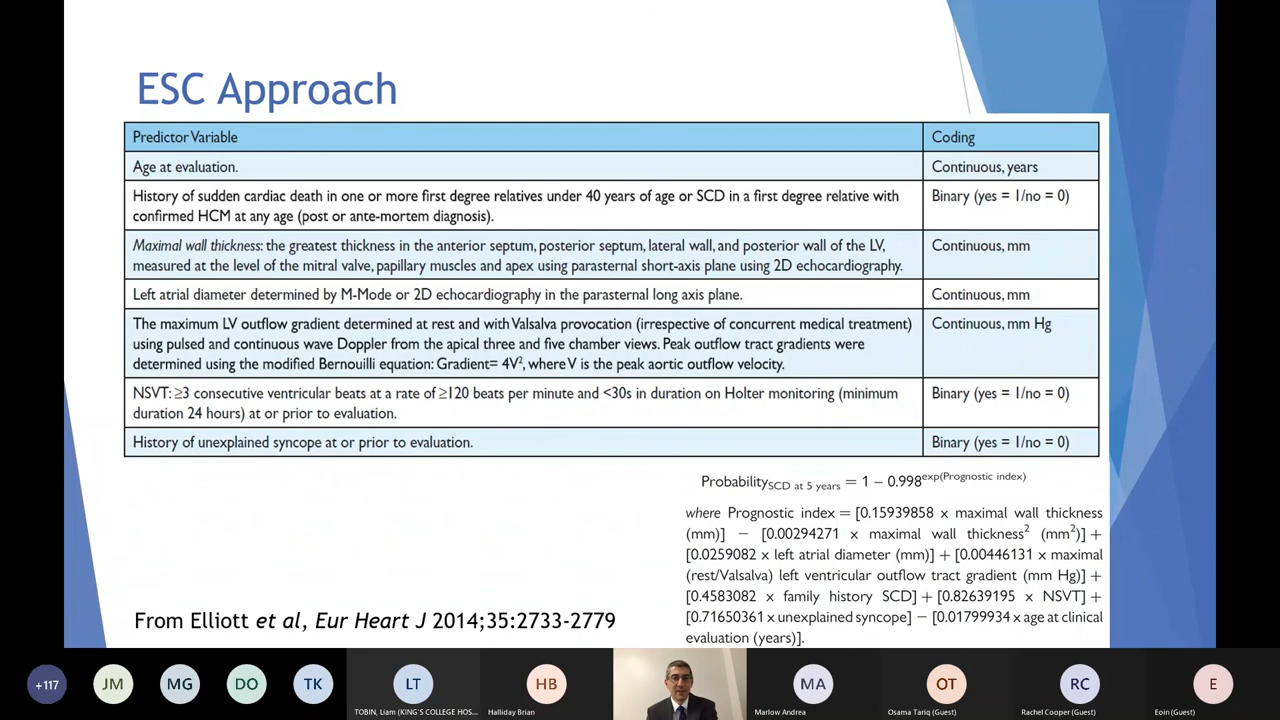 ESC Approach
Predictor Variable Coding
Age at evaluation. Continuous, years
History of sudden cardiac death in one or more first degree relatives under 40 years of age or SCD in a first degree relative with Binary (yes = 1/no = 0)
confirmed HCM at any age (post or ante-mortem diagnosis).
Maximal wall thickness: the greatest thickness in the anterior septum, posterior septum, lateral wall, and posterior wall of the LV, Continuous, mm
measured at the level of the mitral valve, papillary muscles and apex using parasternal short-axis plane using 2D echocardiography.
Left atrial diameter determined by M-Mode or 2D echocardiography in the parasternal long axis plane. Continuous, mm
The maximum LV outflow gradient determined at rest and with Valsalva provocation (irrespective of concurrent medical treatment) Continuous, mm Hg
using pulsed and continuous wave Doppler from the apical three and five chamber views. Peak outflow tract gradients were
determined using the modified Bernouilli equation: Gradient= 4V², where V is the peak aortic outflow velocity.
NSVT: ≥3 consecutive ventricular beats at a rate of ≥120 beats per minute and <30s in duration on Holter monitoring (minimum Binary (yes = 1/no = 0)
duration 24 hours) at or prior to evaluation.
History of unexplained syncope at or prior to evaluation. Binary (yes = 1/no = 0)
Probability SCD at 5 years = 1 − 0.998 exp(Prognostic index)
where Prognostic index = [0.15939858 x maximal wall thickness
(mm)] − [0.00294271 x maximal wall thickness² (mm²)] +
[0.0259082 x left atrial diameter (mm)] + [0.00446131 x maximal
(rest/Valsalva) left ventricular outflow tract gradient (mm Hg)] +
[0.4583082 x family history SCD] + [0.82639195 x NSVT] +
[0.71650361 x unexplained syncope] − [0.01799934 x age at clinical
evaluation (years)].
From Elliott et al, Eur Heart J 2014;35:2733-2779
+117 JM MG DO TK LT HB MA OT RC E
TOBIN, Liam (KING'S COLLEGE HOS... Halliday Brian Marlow Andrea Osama Tariq (Guest) Rachel Cooper (Guest) Eoin (Guest)